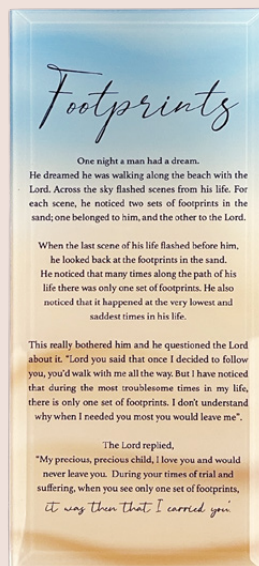 Footprints
One night a man had a dream.
He dreamed he was walking along the beach with the
Lord. Across the sky flashed scenes from his life. For
each scene, he noticed two sets of footprints in the
sand; one belonged to him, and the other to the Lord.
When the last scene of his life flashed before him,
he looked back at the footprints in the sand.
He noticed that many times along the path of his
life there was only one set of footprints. He also
noticed that it happened at the very lowest and
saddest times in his life.
This really bothered him and he questioned the Lord
about it. “Lord you said that once I decided to follow
you, you'd walk with me all the way. But I have noticed
that during the most troublesome times in my life,
there is only one set of footprints. I don't understand
why when I needed you most you would leave me”.
The Lord replied,
“My precious, precious child, I love you and would
never leave you. During your times of trial and
suffering, when you see only one set of footprints,
it was then that I carried you.”